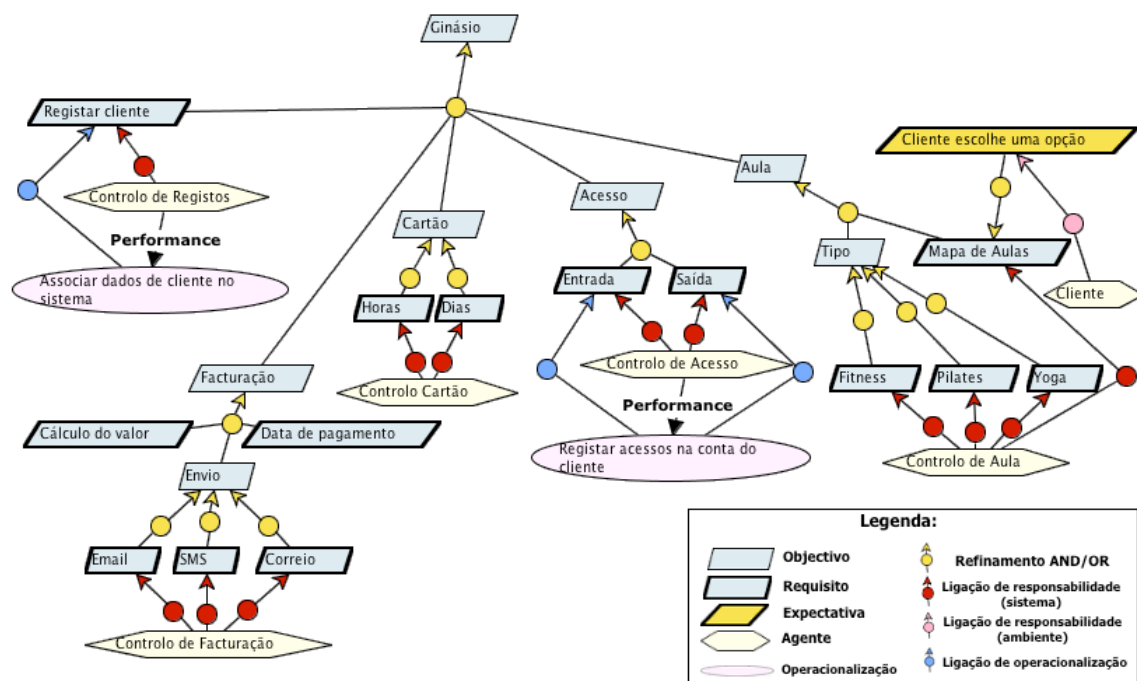 Ginásio
Registar cliente
Cliente escolhe uma opção
Aula
Controlo de Registos
Acesso
Cartão
Performance
Tipo
Mapa de Aulas
Associar dados de cliente no
sistema
Entrada
Saída
Cliente
Horas
Dias
Facturação
Controlo de Acesso
Fitness
Pilates
Yoga
Controlo Cartão
Performance
Cálculo do valor
Data de pagamento
Registar acessos na conta do
cliente
Controlo de Aula
Envio
Email
SMS
Correio
Controlo de Facturação
Legenda:
Objectivo
Refinamento AND/OR
Requisito
Ligação de responsabilidade
(sistema)
Expectativa
Ligação de responsabilidade
(ambiente)
Agente
Operacionalização
Ligação de operacionalização